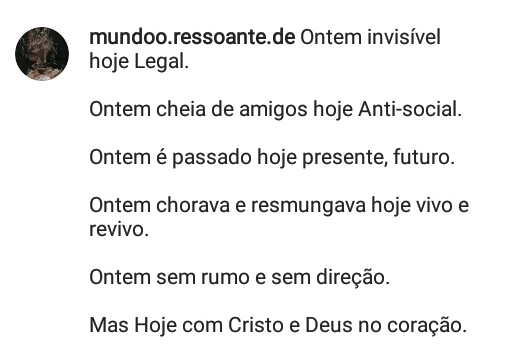 mundoo.ressoante.de Ontem invisível
hoje Legal.
Ontem cheia de amigos hoje Anti-social.
Ontem é passado hoje presente, futuro.
Ontem chorava e resmungava hoje vivo e
revivo.
Ontem sem rumo e sem direção.
Mas Hoje com Cristo e Deus no coração.